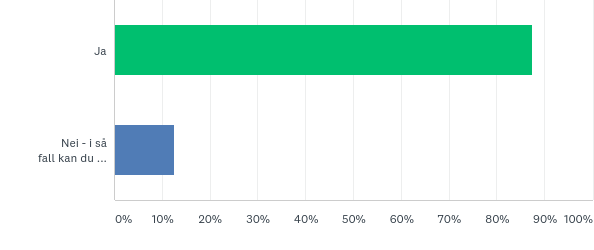 Ja
Nei - i så
fall kan du ...
0% 10% 20% 30% 40% 50% 60% 70% 80% 90% 100%